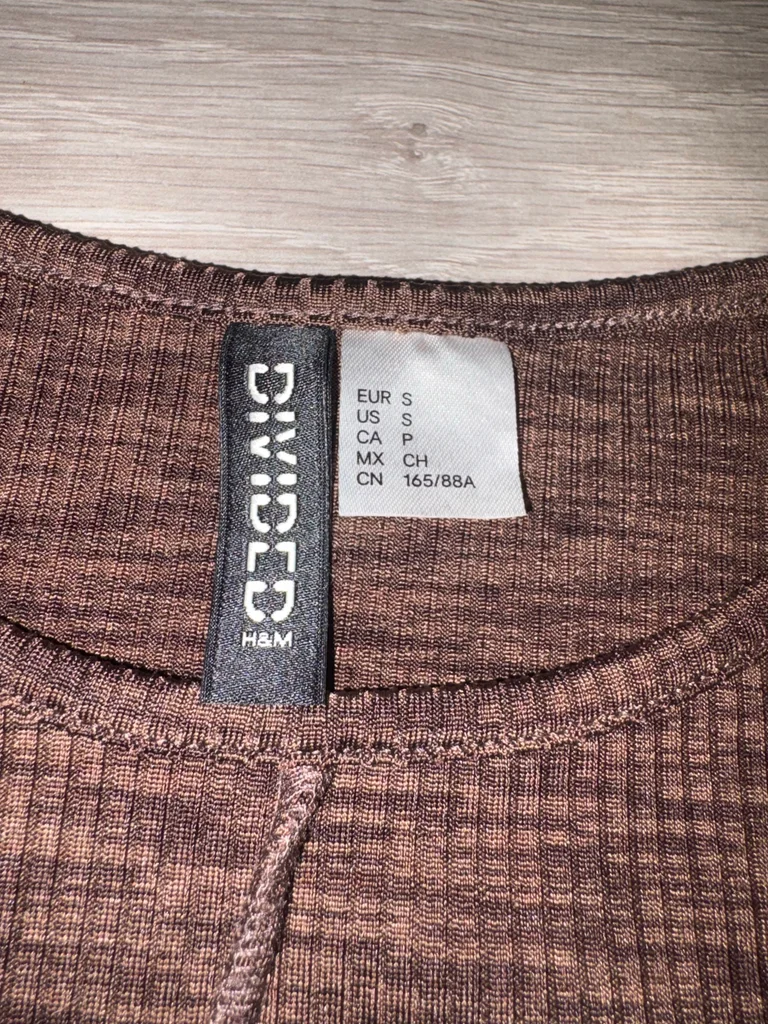 DIVIDED
H&M
EUR S
US S
CA P
MX CH
CN 165/88A